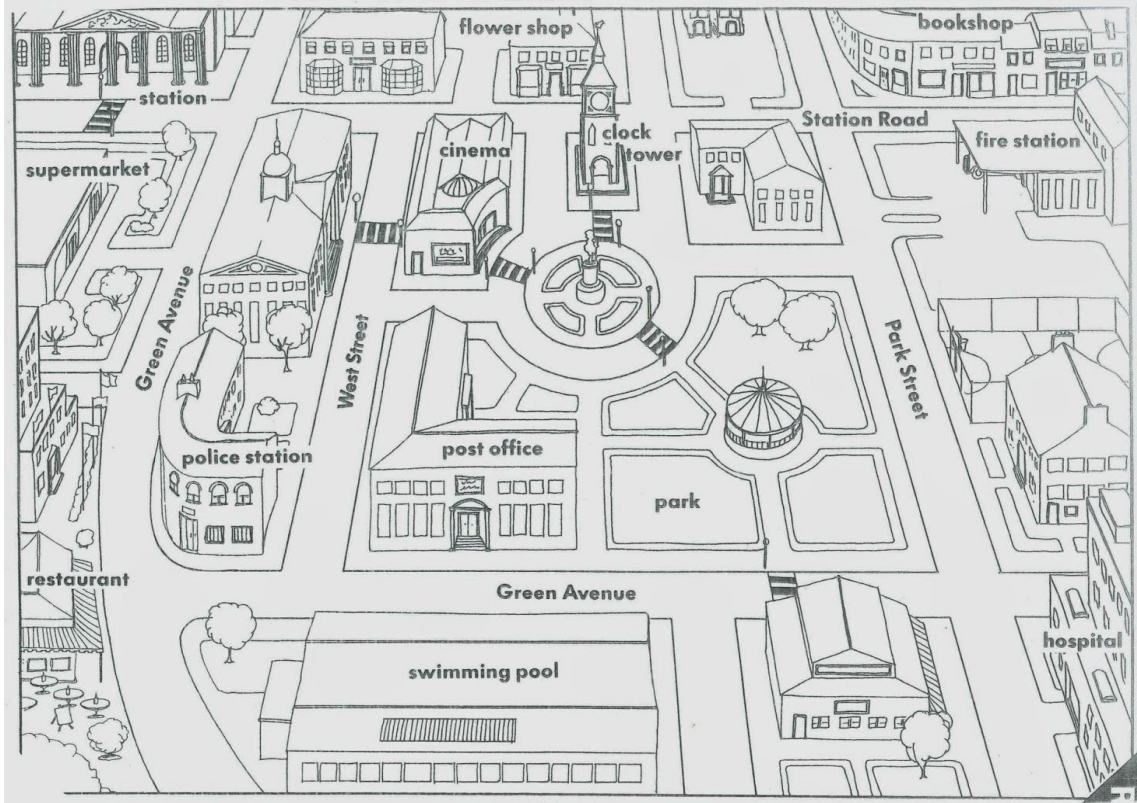 flower shop
bookshop
station
Station Road
clock
tower
cinema
fire station
supermarket
Green Avenue
West Street
Park Street
police station
post office
park
restaurant
Green Avenue
hospital
swimming pool